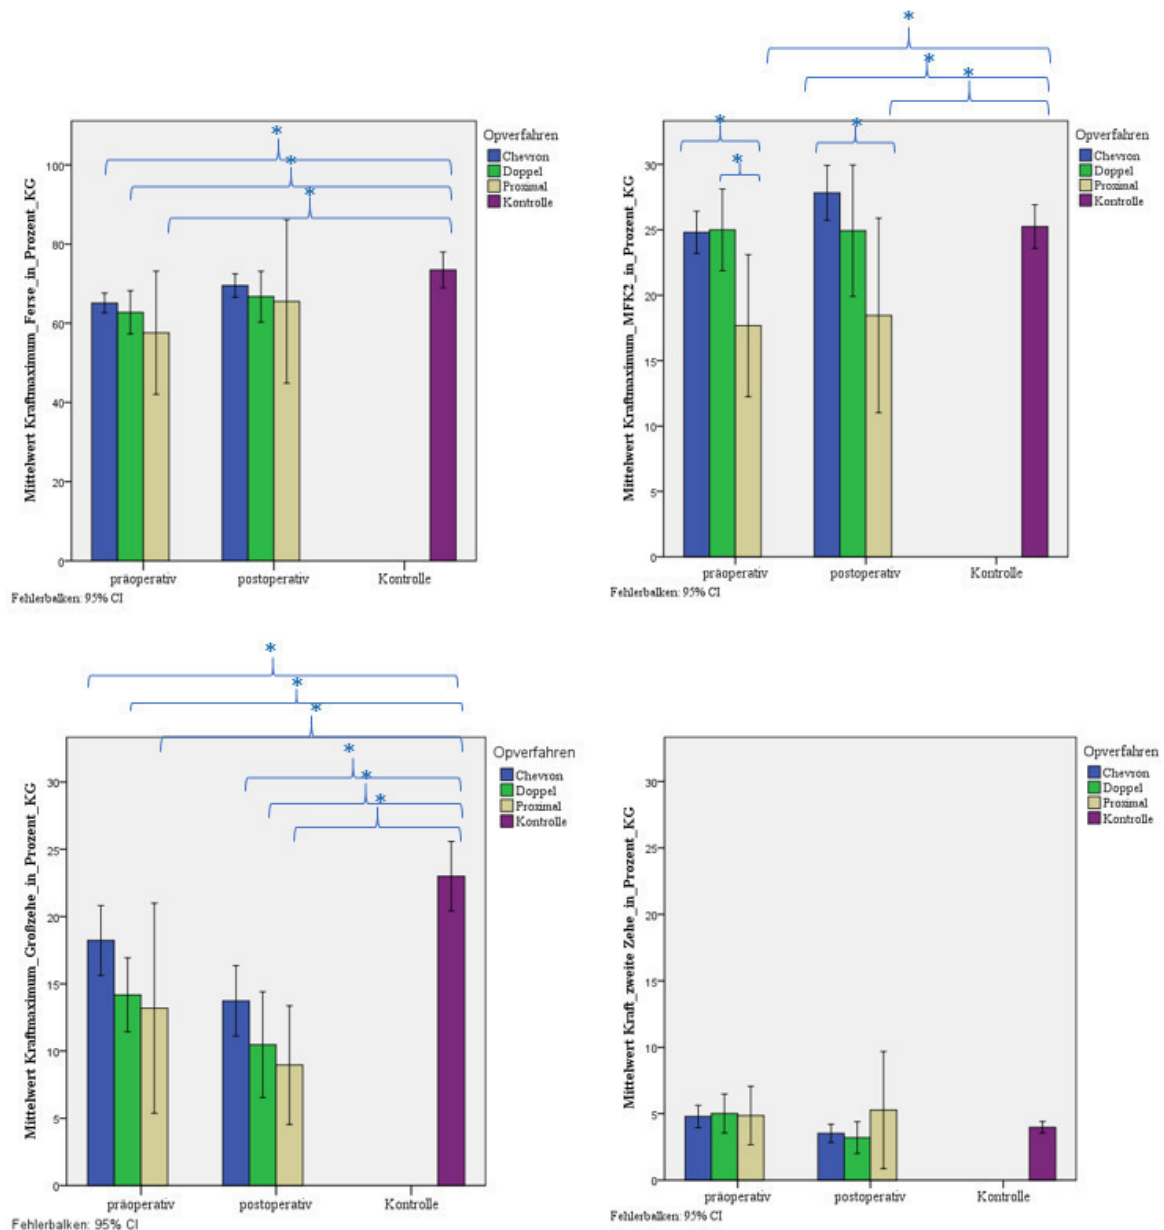 *
*
*
*
*
*
*
Mittelwert Kraftmaximum_Ferse_in_Prozent_KG
100
80
60
40
20
0
präoperativ postoperativ Kontrolle
Opverfahren
Chevron
Doppel
Proximal
Kontrolle
*
*
*
Fehlerbalken: 95% CI
Mittelwert Kraftmaximum_MFK2_in_Prozent_KG
30
25
20
15
10
5
0
präoperativ postoperativ Kontrolle
Opverfahren
Chevron
Doppel
Proximal
Kontrolle
Fehlerbalken: 95% CI
*
*
*
*
*
*
Mittelwert Kraftmaximum_Großzehe_in_Prozent_KG
30
25
20
15
10
5
0
präoperativ postoperativ Kontrolle
Opverfahren
Chevron
Doppel
Proximal
Kontrolle
Fehlerbalken: 95% CI
Mittelwert Kraft_zweite Zehe_in_Prozent_KG
30
25
20
15
10
5
0
präoperativ postoperativ Kontrolle
Opverfahren
Chevron
Doppel
Proximal
Kontrolle
Fehlerbalken: 95% CI